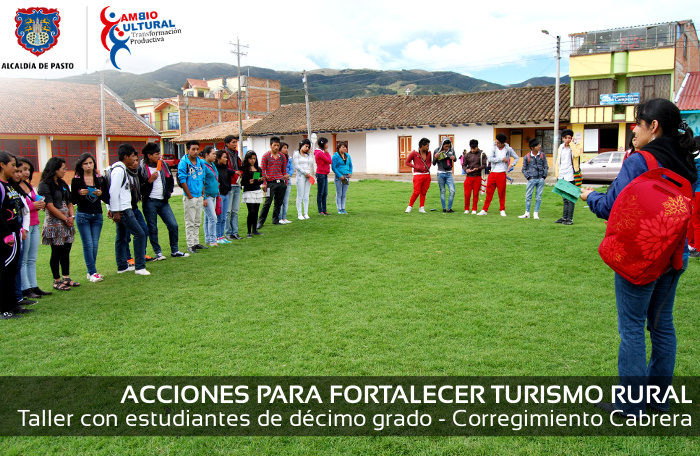 ALCALDÍA DE PASTO
CAMBIO
CULTURAL
Transformación
Productiva
ACCIONES PARA FORTALECER TURISMO RURAL
Taller con estudiantes de décimo grado - Corregimiento Cabrera